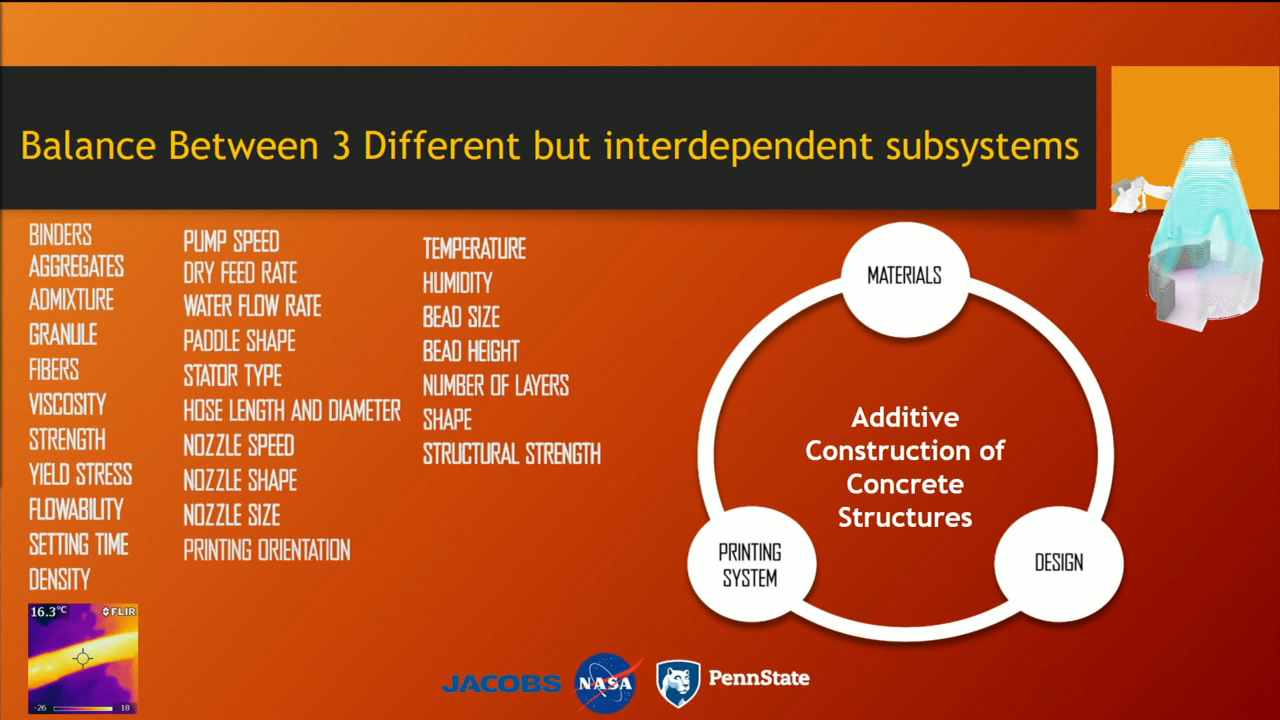 Balance Between 3 Different but interdependent subsystems
BINDERS
AGGREGATES
ADMIXTURE
GRANULE
FIBERS
VISCOSITY
STRENGTH
YIELD STRESS
FLOWABILITY
SETTING TIME
DENSITY
PUMP SPEED
DRY FEED RATE
WATER FLOW RATE
PADDLE SHAPE
STATOR TYPE
HOSE LENGTH AND DIAMETER
NOZZLE SPEED
NOZZLE SHAPE
NOZZLE SIZE
PRINTING ORIENTATION
TEMPERATURE
HUMIDITY
BEAD SIZE
BEAD HEIGHT
NUMBER OF LAYERS
SHAPE
STRUCTURAL STRENGTH
MATERIALS
Additive
Construction of
Concrete
Structures
PRINTING
SYSTEM
DESIGN
16.3°C FLIR
-26 18
JACOBS NASA PennState